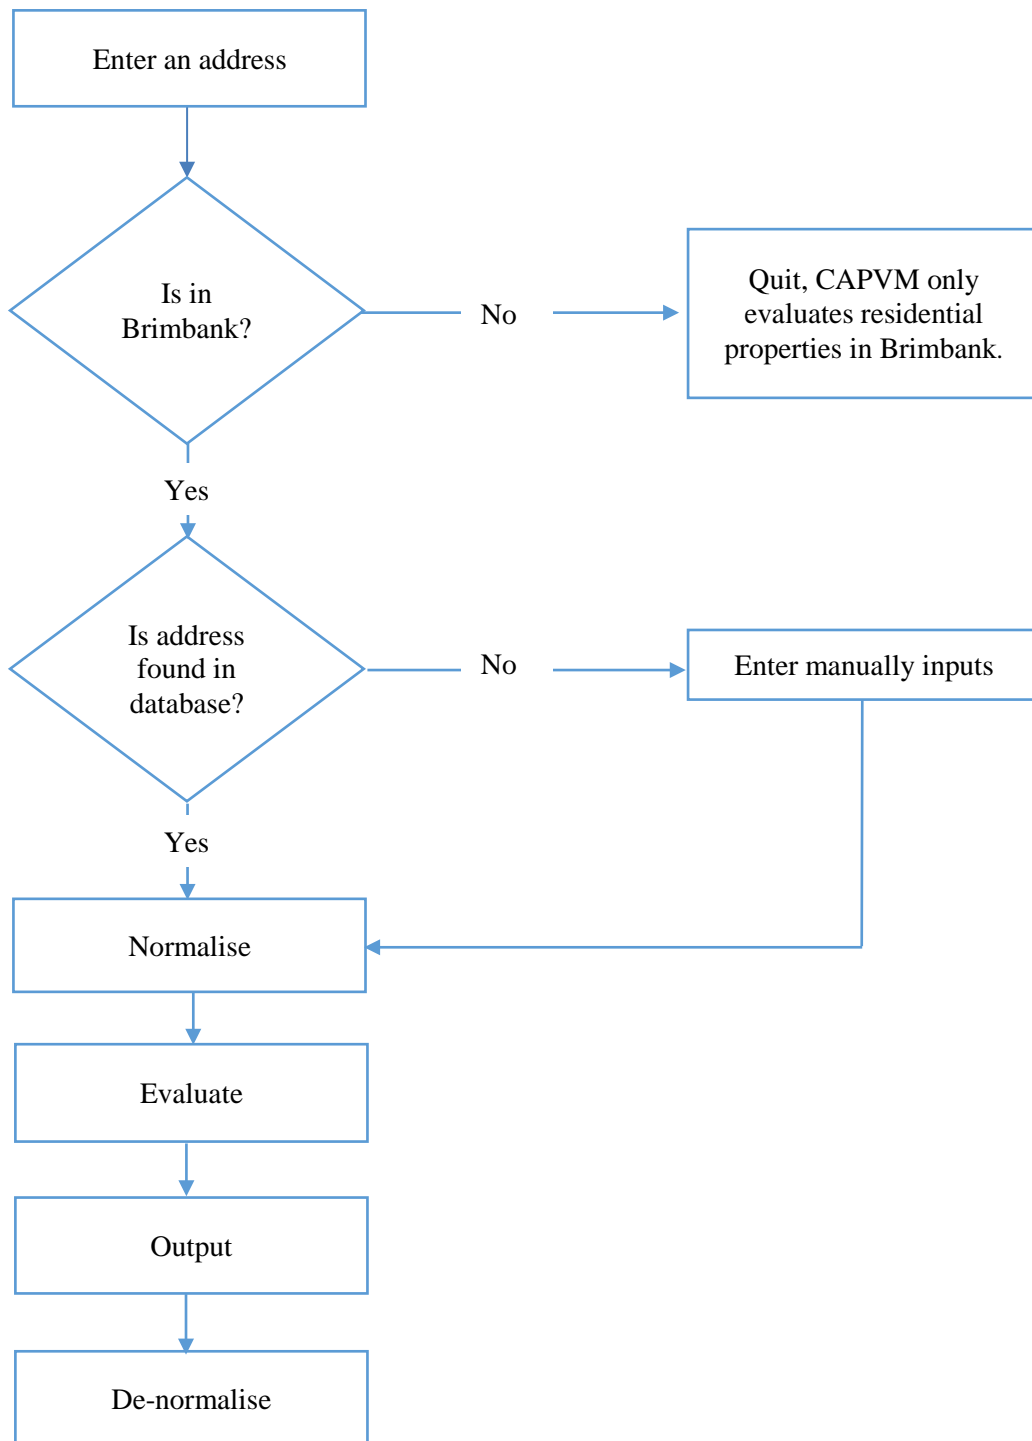 Enter an address
Is in
Brimbank?
No
Quit, CAPVM only
evaluates residential
properties in Brimbank.
Yes
Is address
found in
database?
No
Enter manually inputs
Yes
Normalise
Evaluate
Output
De-normalise